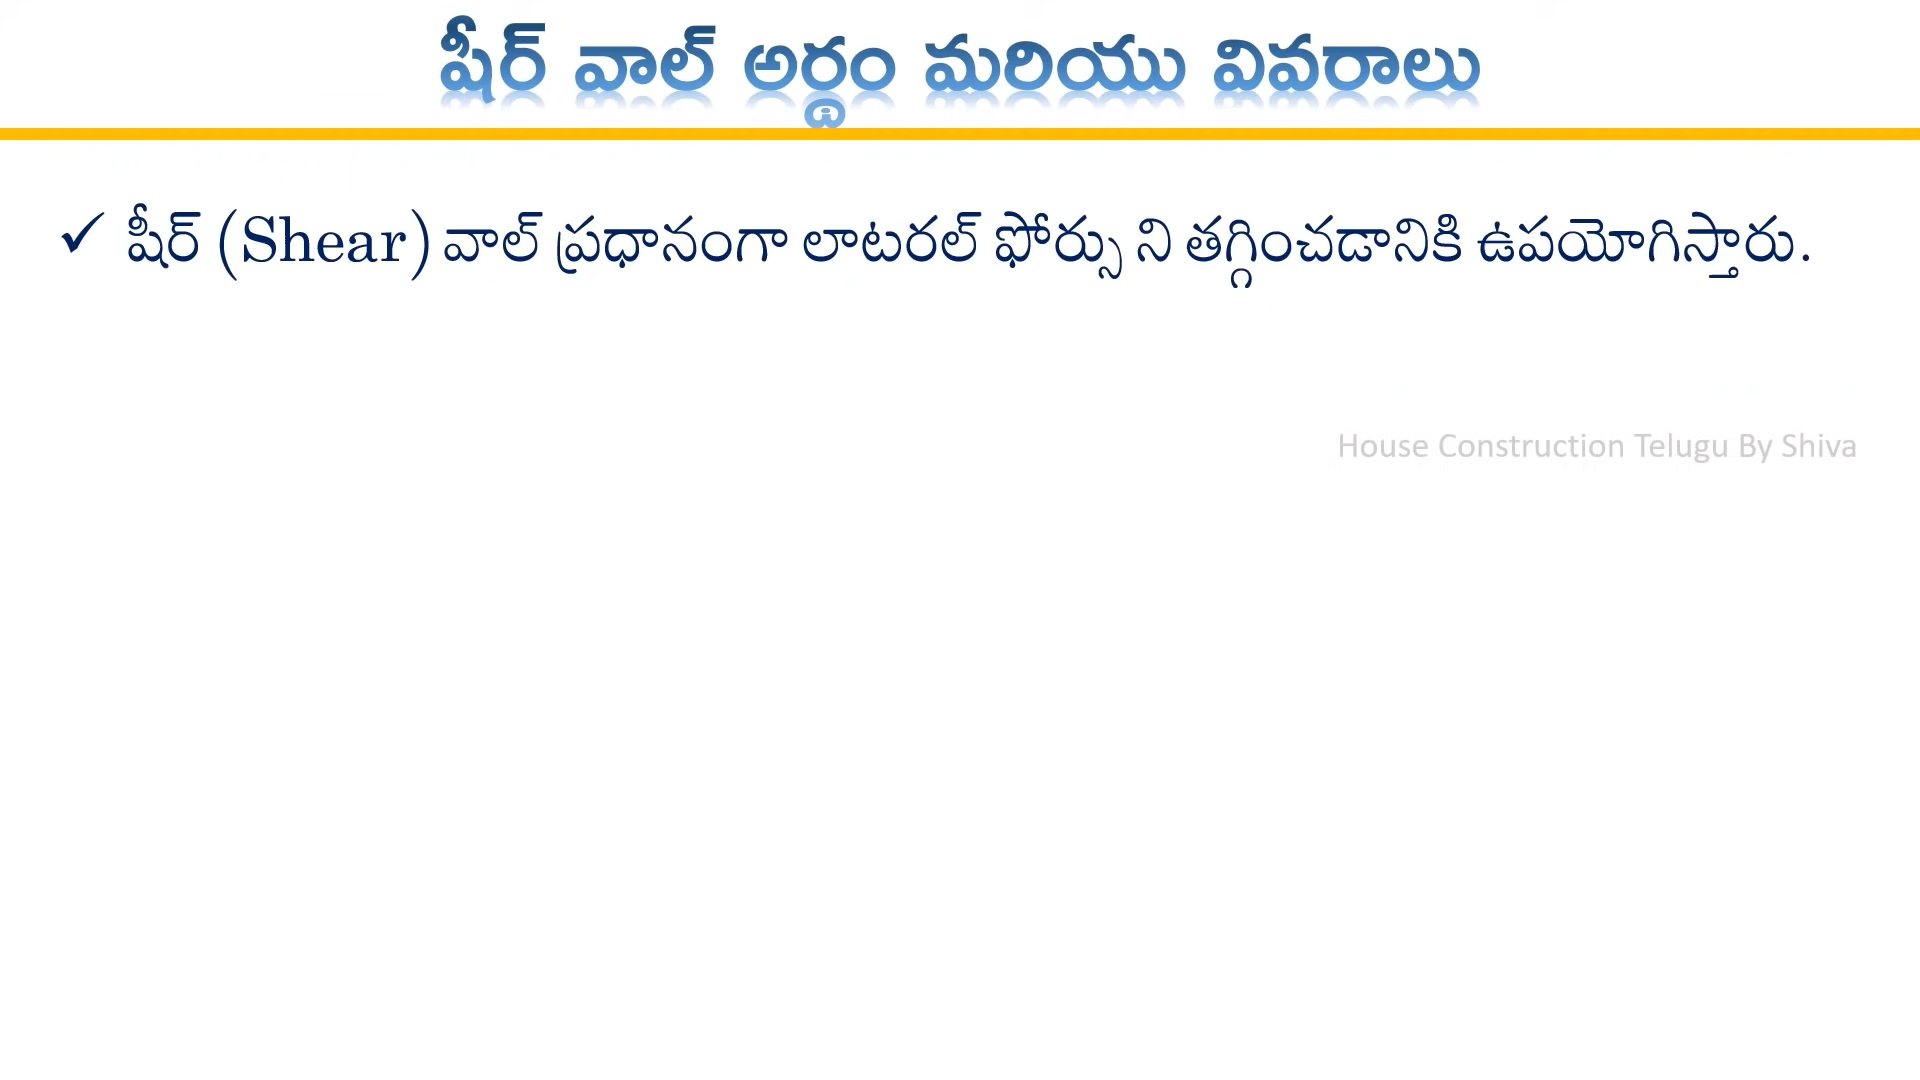 షీర్ వాల్ అర్ధం మరియు వివరాలు
✓ షీర్ (Shear) వాల్ ప్రధానంగా లాటరల్ ఫోర్సు ని తగ్గించడానికి ఉపయోగిస్తారు.
House Construction Telugu By Shiva